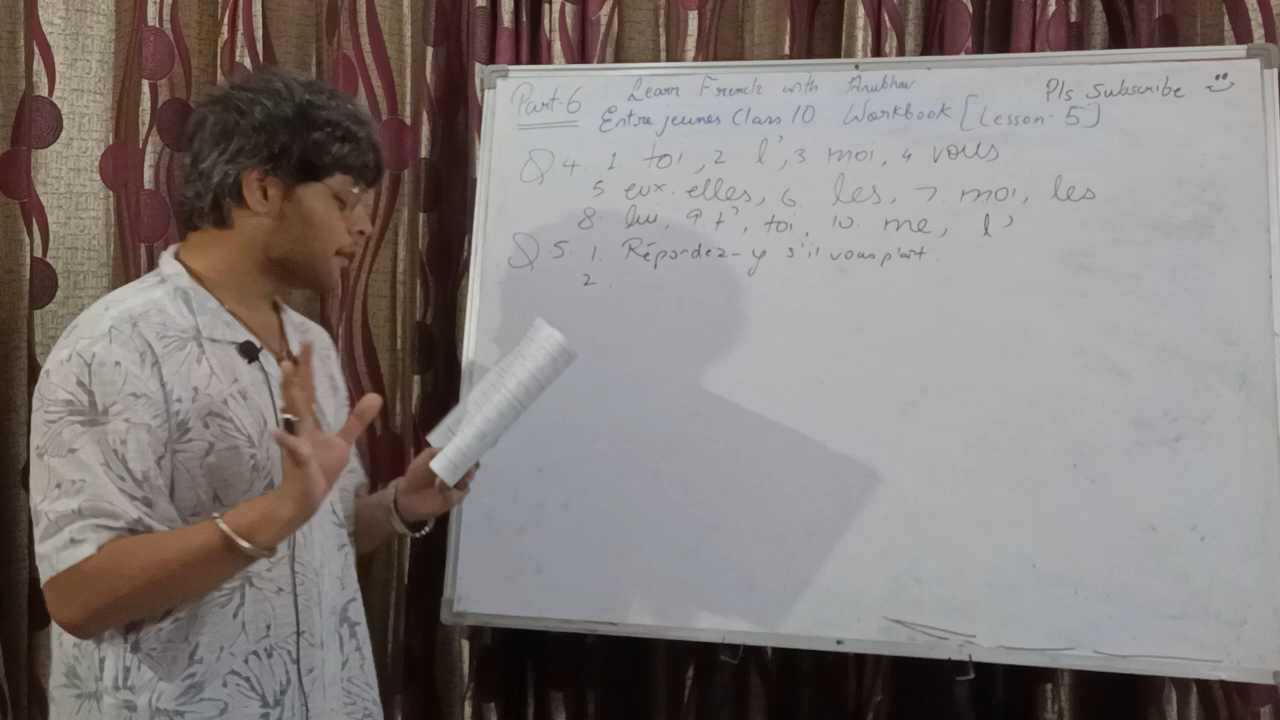 Part-6 Learn French with Anubhav Pls Subscribe
Entre jeunes Class 10 Workbook [Lesson-5]
Q 4. 1 toi, 2. l', 3 moi, 4 vous
5 eux. elles, 6. les, 7. moi, les
8 lui, 9 t', toi, 10. me, l'
Q 5. 1. Répondez-y s'il vous plaît.
2.